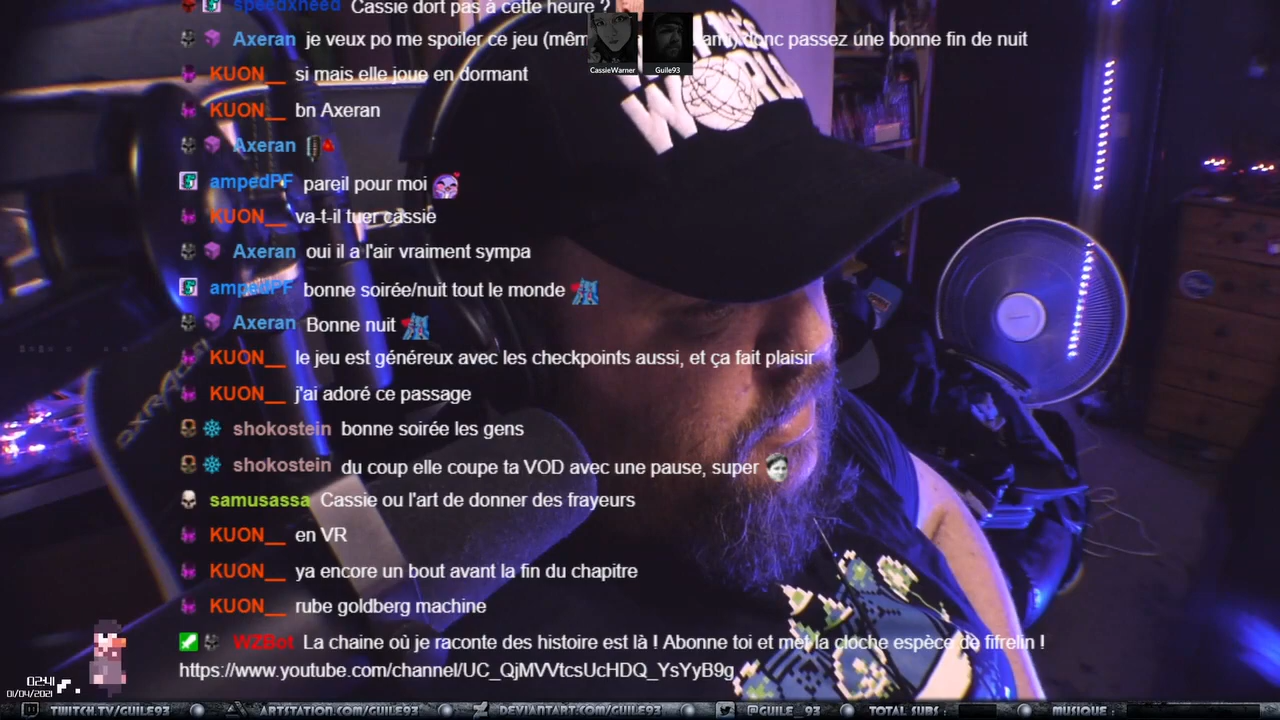 speedxheed Cassie dort pas à cette heure ?
Axeran je veux po me spoiler ce jeu donc passez une bonne fin de nuit
CassieWarner Guile93
KUON__ si mais elle joue en dormant
KUON__ bn Axeran
Axeran
ampedPF pareil pour moi
KUON__ va-t-il tuer cassie
Axeran oui il a l'air vraiment sympa
ampedPF bonne soirée/nuit tout le monde
Axeran Bonne nuit
KUON__ le jeu est généreux avec les checkpoints aussi, et ça fait plaisir
KUON__ j'ai adoré ce passage
shokostein bonne soirée les gens
shokostein du coup elle coupe ta VOD avec une pause, super
samusassa Cassie ou l'art de donner des frayeurs
KUON__ en VR
KUON__ ya encore un bout avant la fin du chapitre
KUON__ rube goldberg machine
WZBot La chaine où je raconte des histoire est là ! Abonne toi et met la cloche espèce de fifrelin !
https://www.youtube.com/channel/UC_QjMVVtcsUcHDQ_YsYyB9g
WORLD
02:41
01/04/2021
TWITCH.TV/GUILE93 ARTSTATION.COM/GUILE93 DEVIANTART.COM/GUILE93 @GUILE__93 TOTAL SUBS : MUSIQUE :